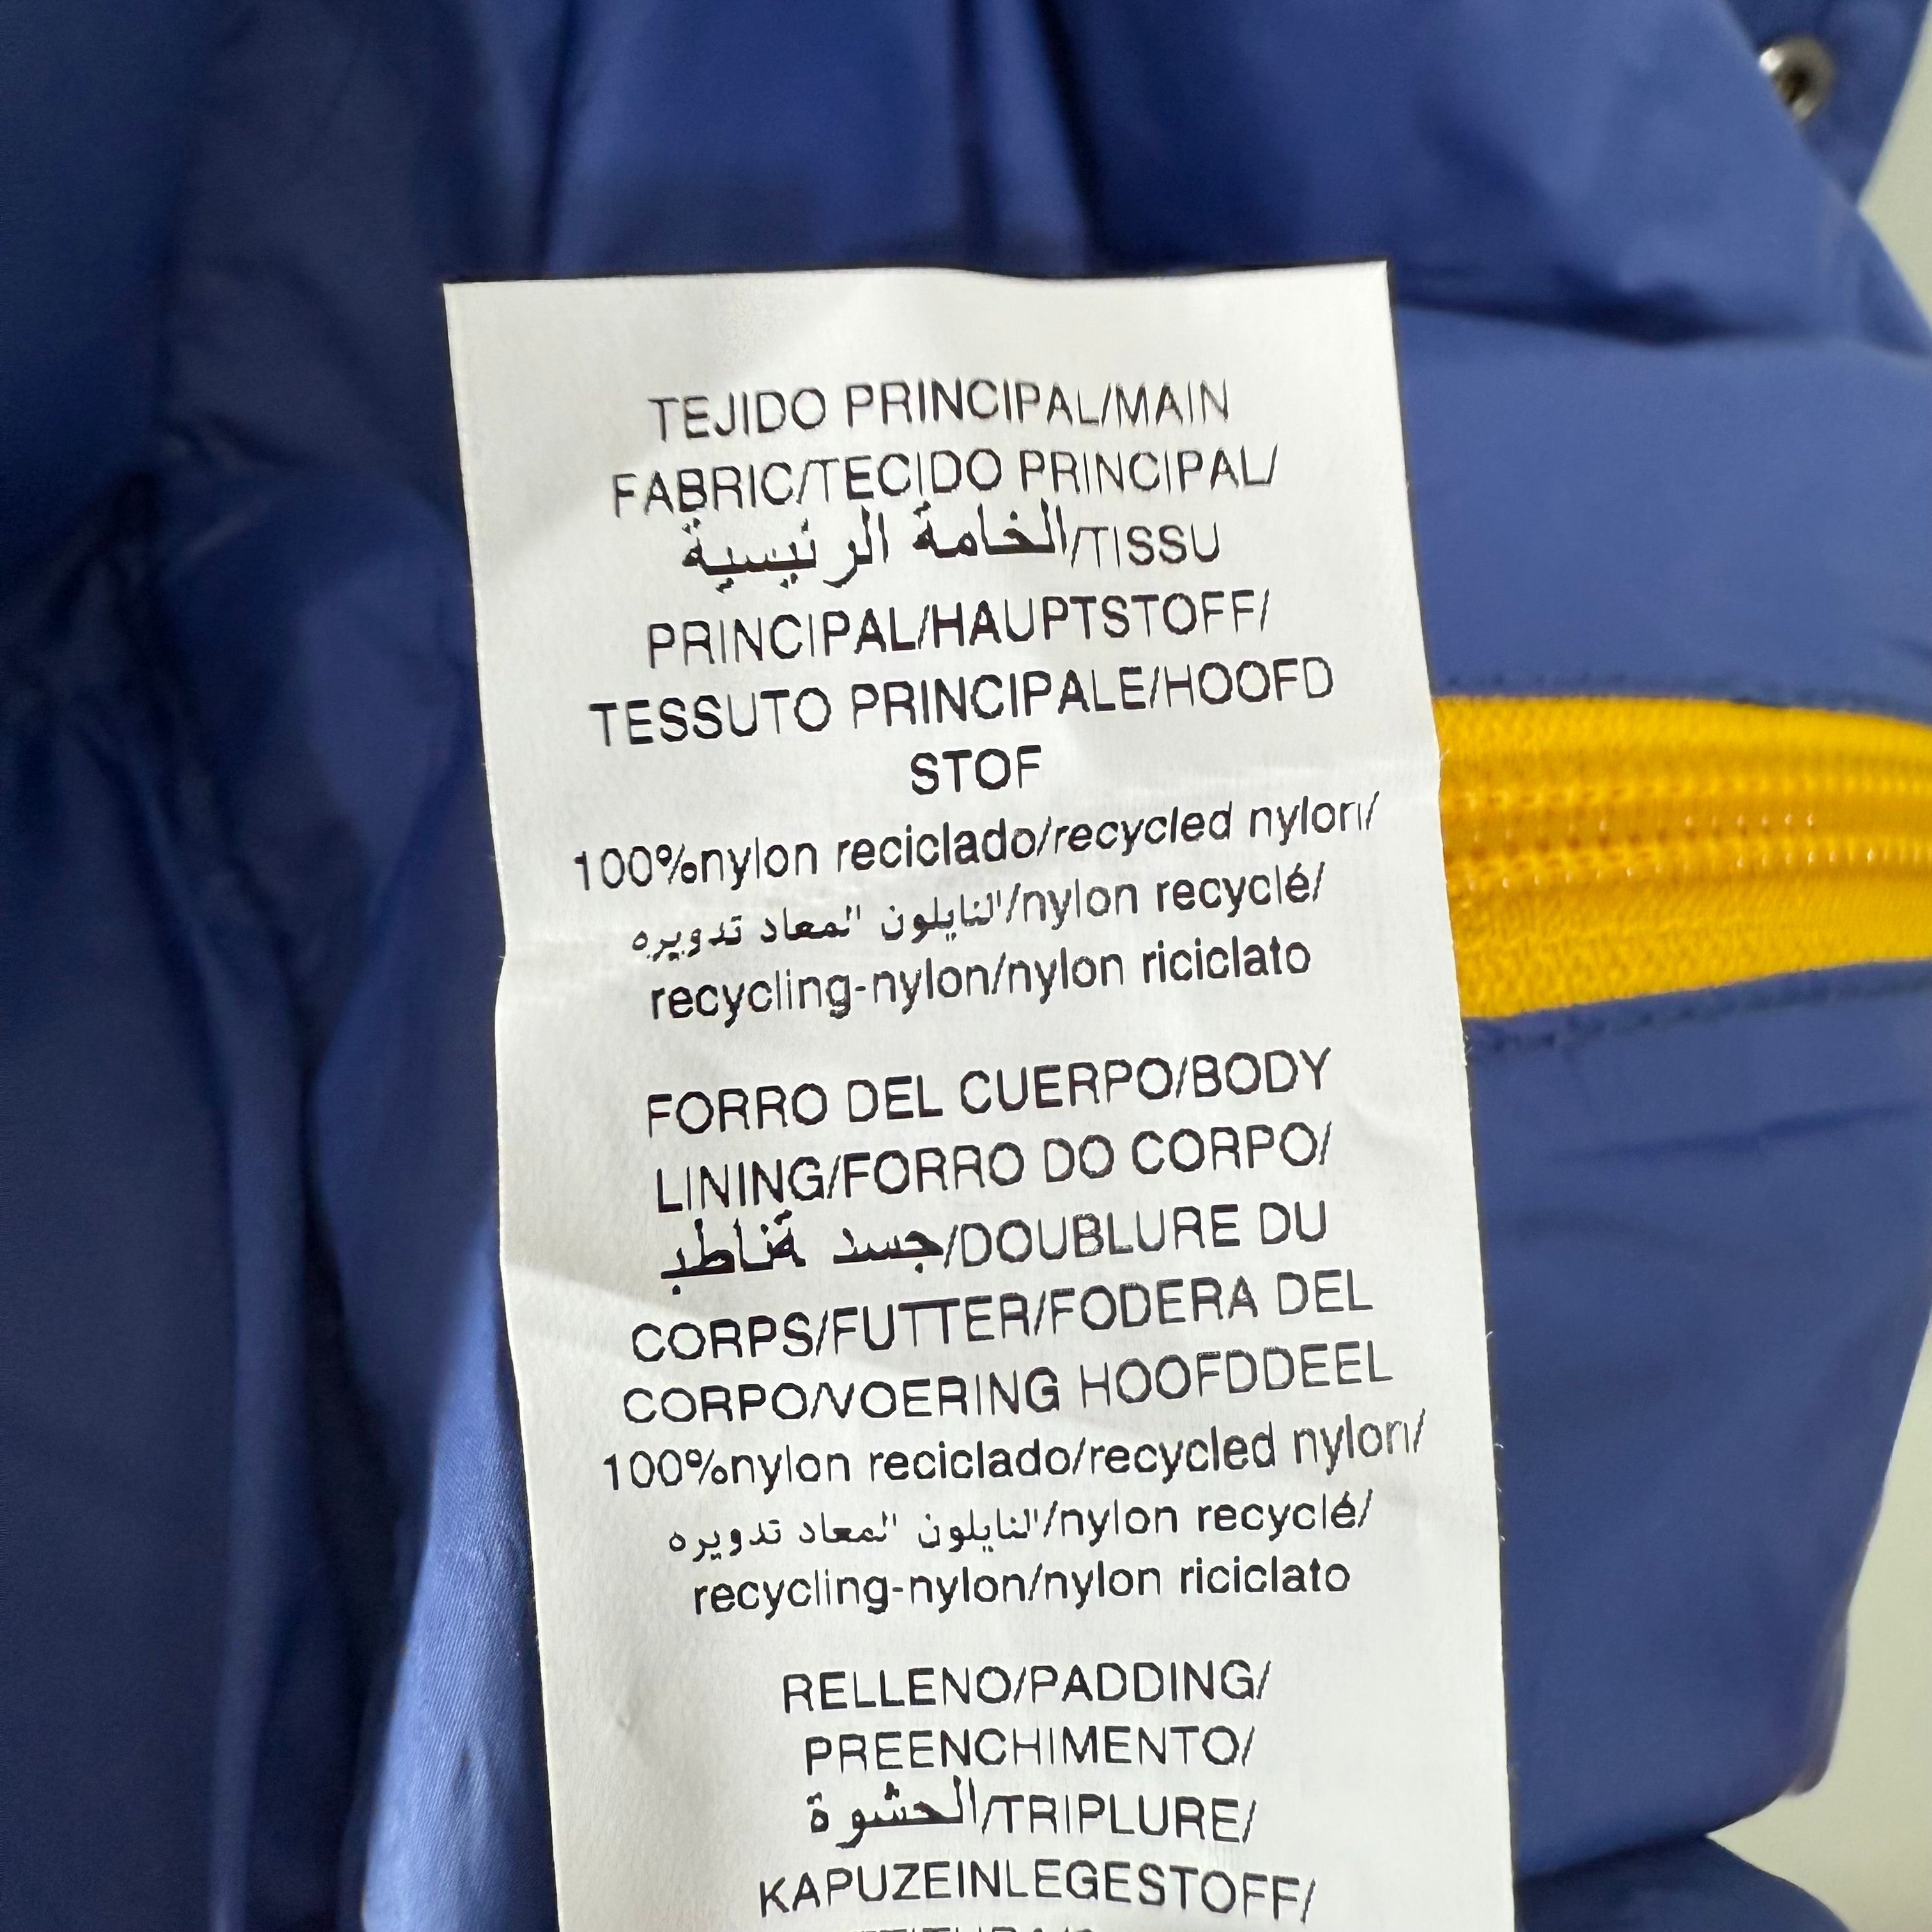 TEJIDO PRINCIPAL/MAIN
FABRIC/TECIDO PRINCIPAL/
الخامة الرئيسية/TISSU
PRINCIPAL/HAUPTSTOFF/
TESSUTO PRINCIPALE/HOOFD
STOF
100%nylon reciclado/recycled nylon/
النايلون المعاد تدويره/nylon recyclé/
recycling-nylon/nylon riciclato
FORRO DEL CUERPO/BODY
LINING/FORRO DO CORPO/
جسد ةناطب/DOUBLURE DU
CORPS/FUTTER/FODERA DEL
CORPO/VOERING HOOFDDEEL
100%nylon reciclado/recycled nylon/
النايلون المعاد تدويره/nylon recyclé/
recycling-nylon/nylon riciclato
RELLENO/PADDING/
PREENCHIMENTO/
الحشوة/TRIPLURE/
KAPUZEINLEGESTOFF/